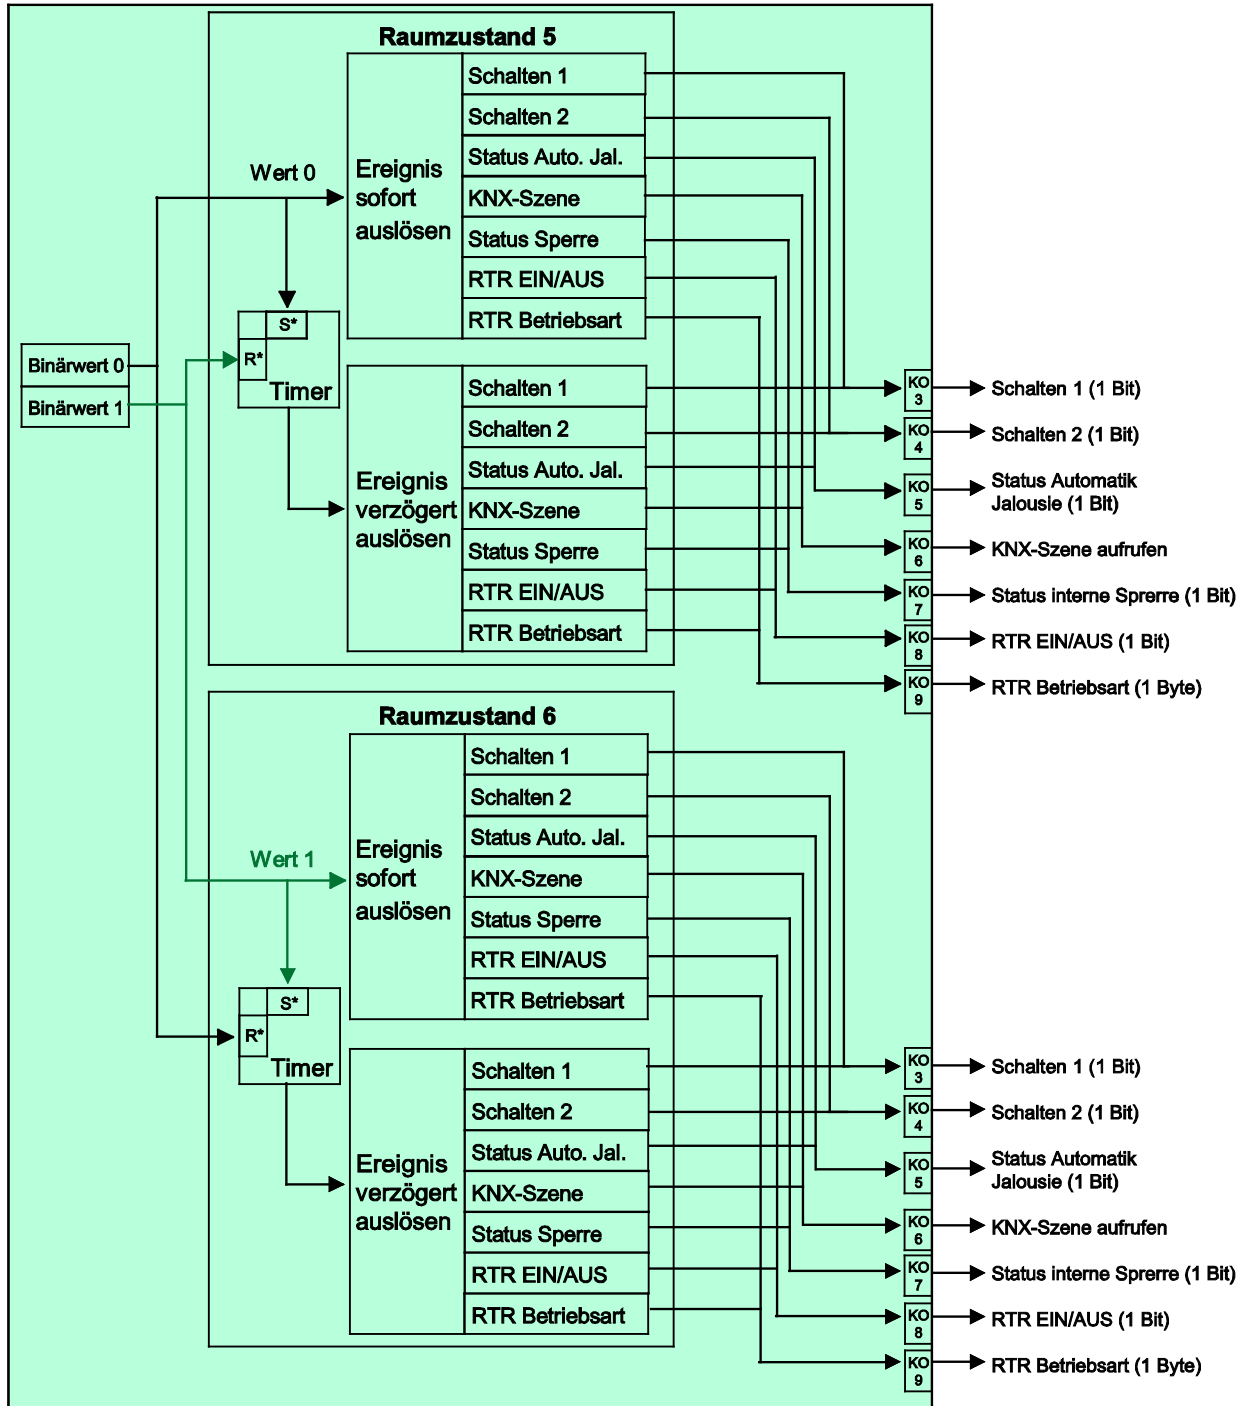 Raumzustand 5
Schalten 1
Schalten 2
Status Auto. Jal.
KNX-Szene
Status Sperre
RTR EIN/AUS
RTR Betriebsart
Ereignis
sofort
auslösen
Wert 0
S*
R*
Timer
Binärwert 0
Binärwert 1
Ereignis
verzögert
auslösen
Schalten 1
Schalten 2
Status Auto. Jal.
KNX-Szene
Status Sperre
RTR EIN/AUS
RTR Betriebsart
KO
3
Schalten 1 (1 Bit)
KO
4
Schalten 2 (1 Bit)
KO
5
Status Automatik
Jalousie (1 Bit)
KO
6
KNX-Szene aufrufen
KO
7
Status interne Sprerre (1 Bit)
KO
8
RTR EIN/AUS (1 Bit)
KO
9
RTR Betriebsart (1 Byte)
Raumzustand 6
Schalten 1
Schalten 2
Status Auto. Jal.
KNX-Szene
Status Sperre
RTR EIN/AUS
RTR Betriebsart
Ereignis
sofort
auslösen
Wert 1
S*
R*
Timer
Ereignis
verzögert
auslösen
Schalten 1
Schalten 2
Status Auto. Jal.
KNX-Szene
Status Sperre
RTR EIN/AUS
RTR Betriebsart
KO
3
Schalten 1 (1 Bit)
KO
4
Schalten 2 (1 Bit)
KO
5
Status Automatik
Jalousie (1 Bit)
KO
6
KNX-Szene aufrufen
KO
7
Status interne Sprerre (1 Bit)
KO
8
RTR EIN/AUS (1 Bit)
KO
9
RTR Betriebsart (1 Byte)